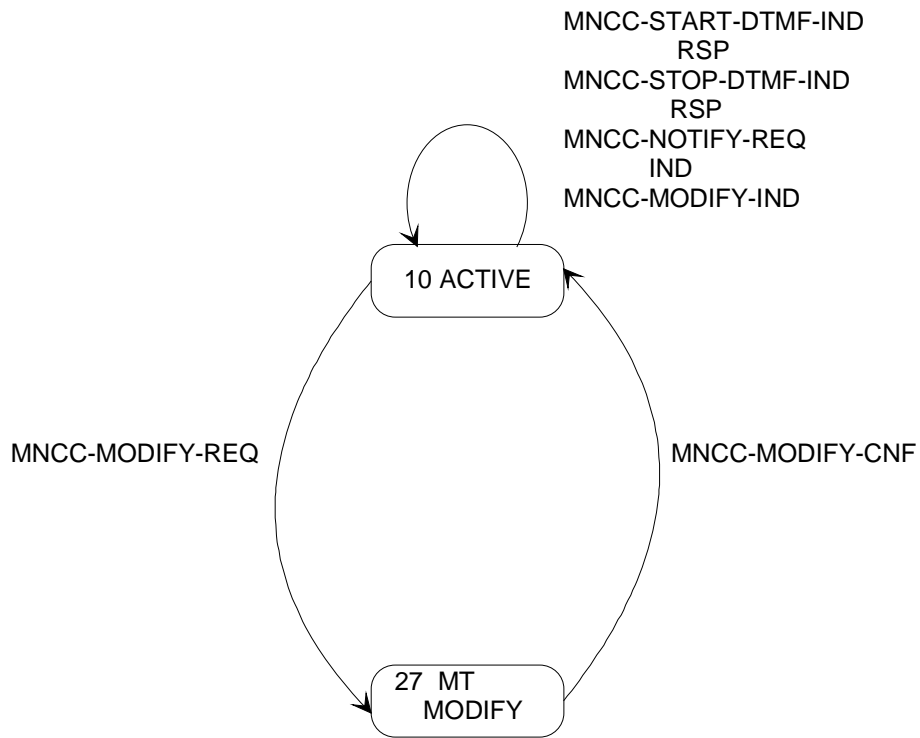 MNCC-START-DTMF-IND
RSP
MNCC-STOP-DTMF-IND
RSP
MNCC-NOTIFY-REQ
IND
MNCC-MODIFY-IND
10 ACTIVE
MNCC-MODIFY-REQ
MNCC-MODIFY-CNF
27 MT
MODIFY